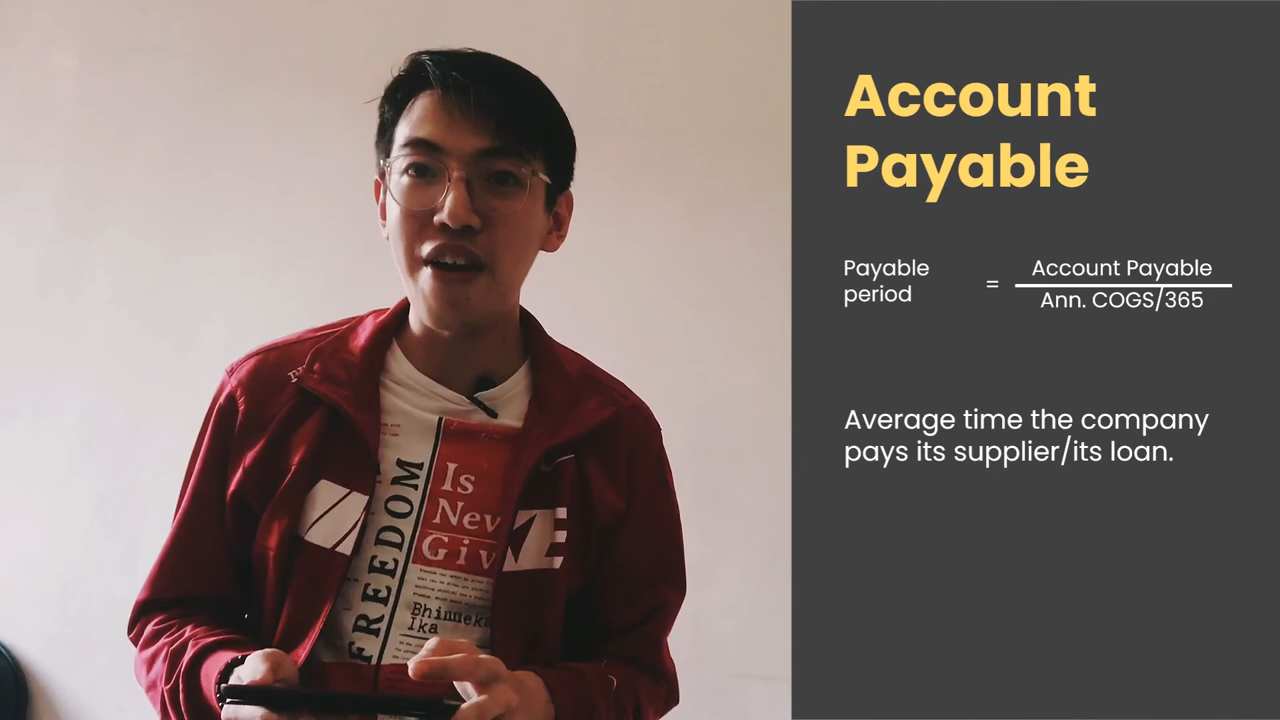 Account
Payable
Payable
period
=
Account Payable
Ann. COGS/365
Average time the company
pays its supplier/its loan.
FREEDOM
Is
Nev
Giv
Bhinneka
Ika